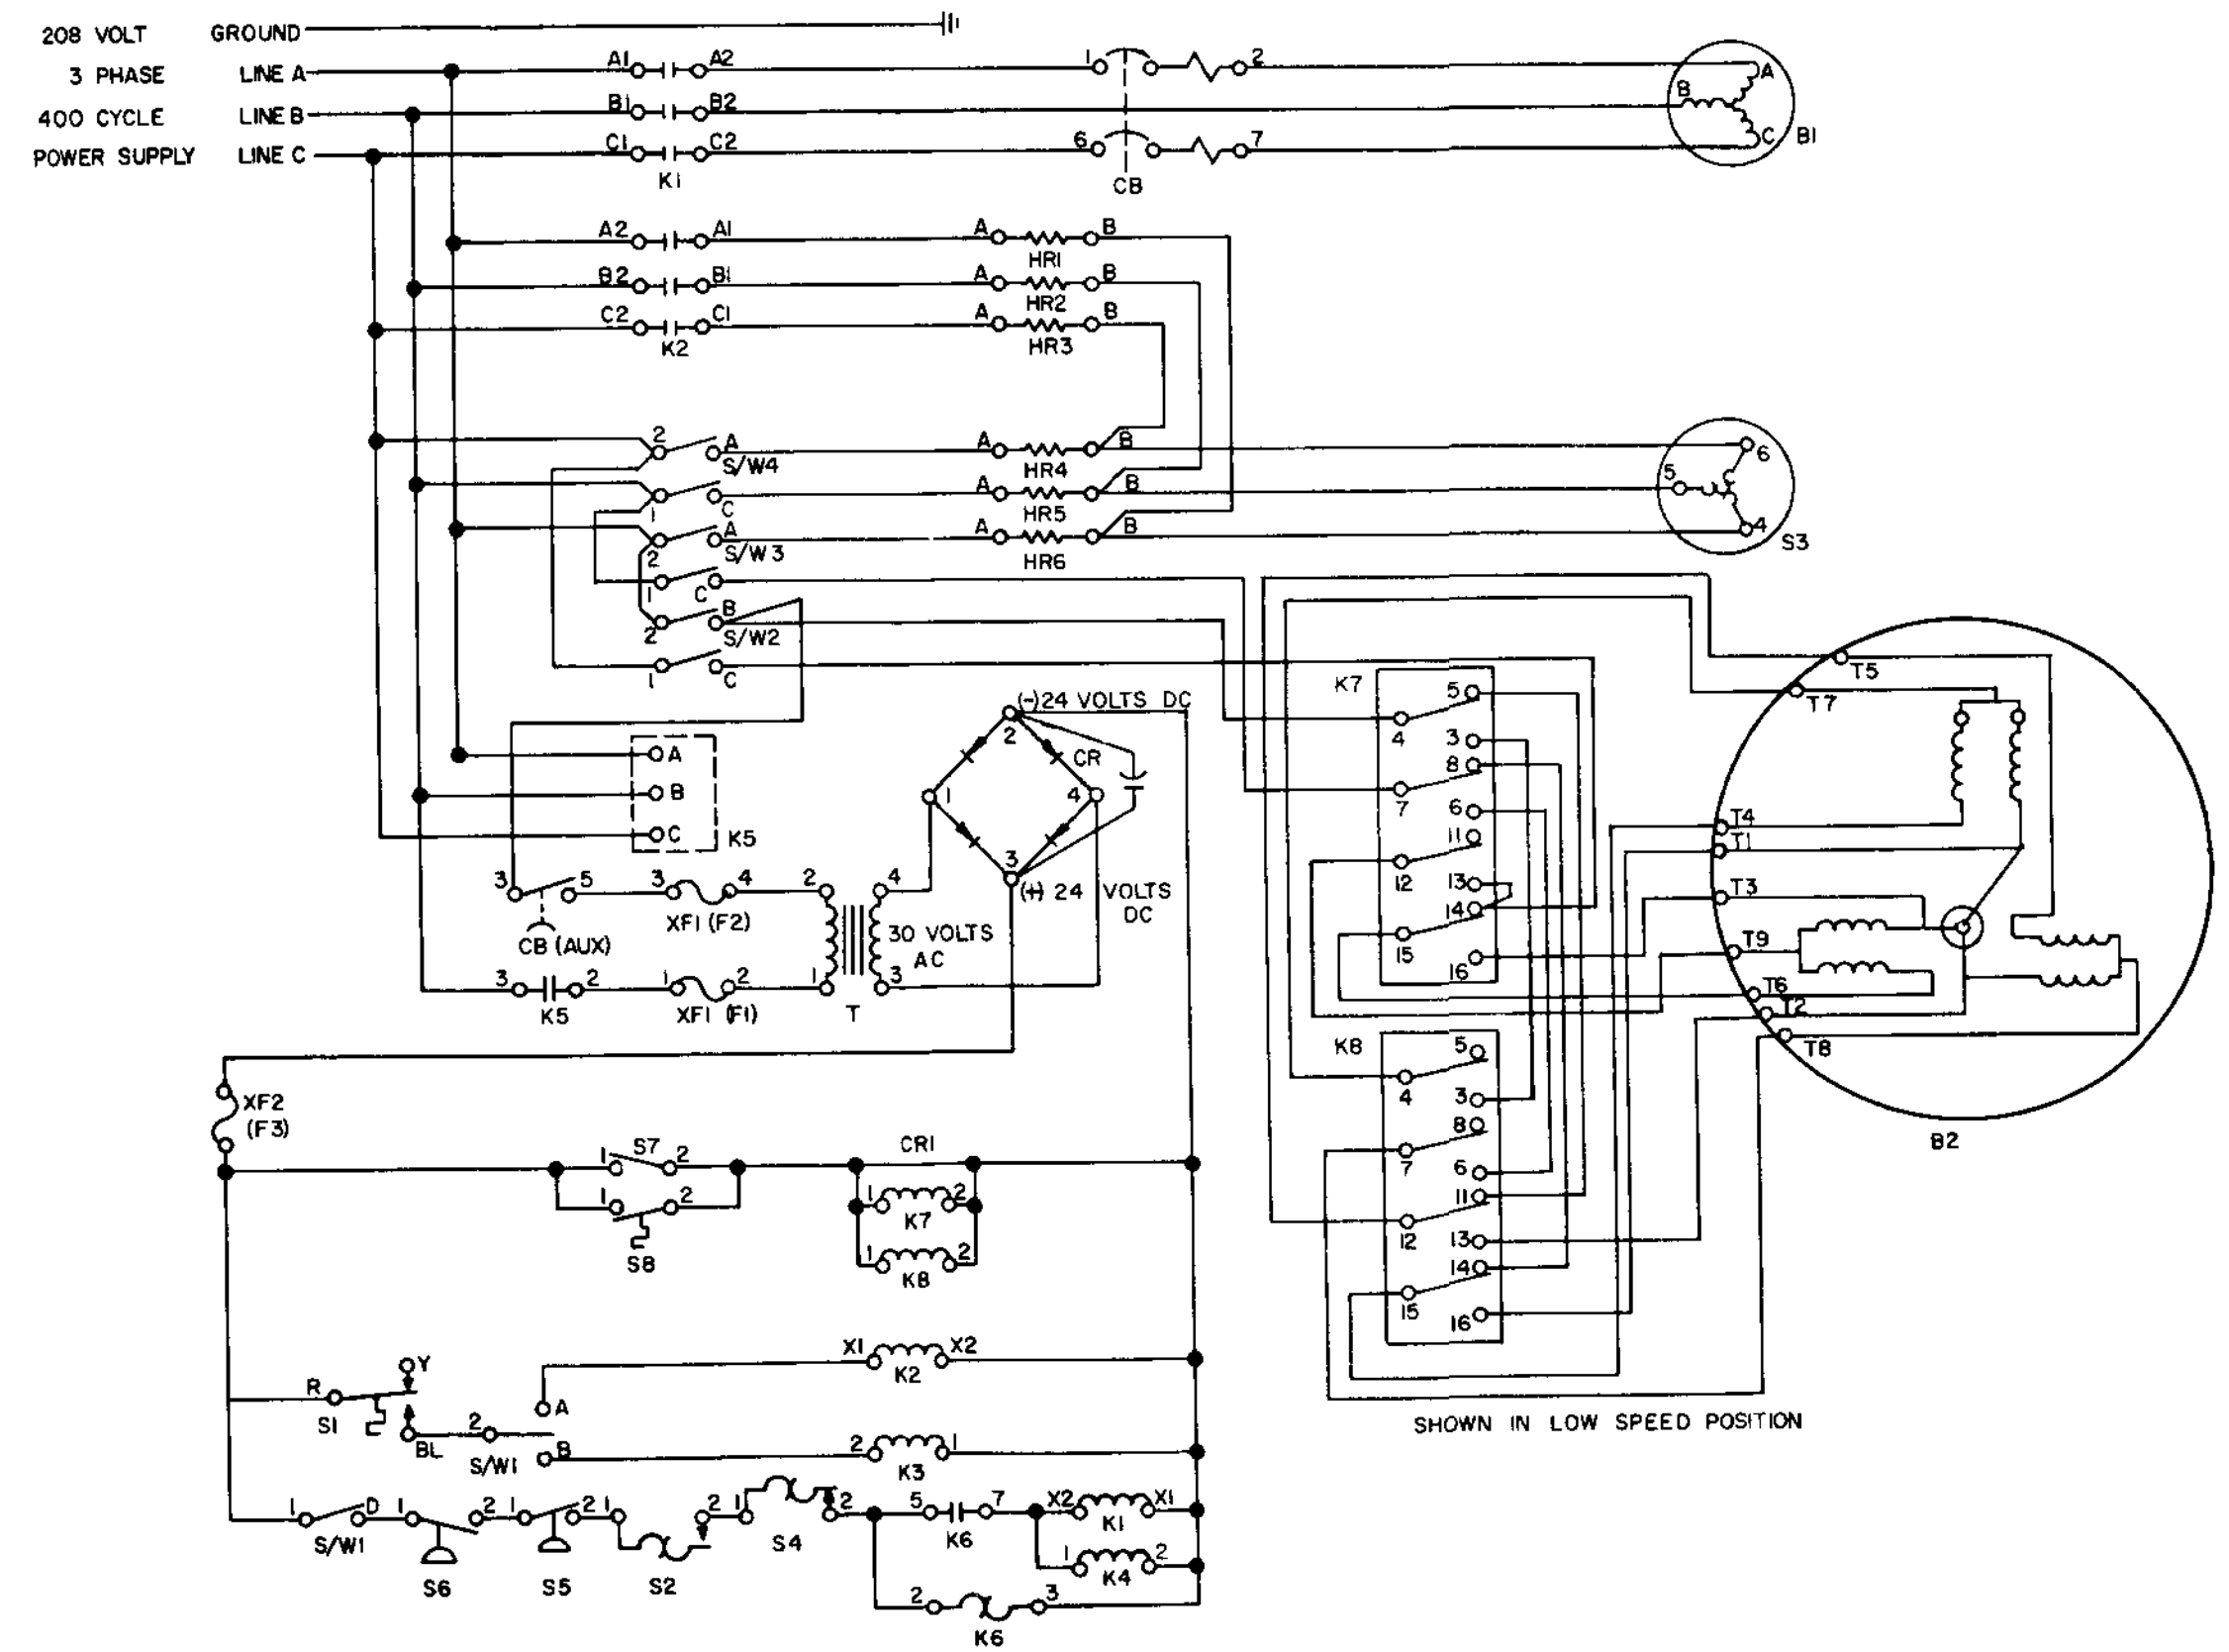 208 VOLT GROUND
3 PHASE LINE A
400 CYCLE LINE B
POWER SUPPLY LINE C
A1 A2 1 2
B1 B2
C1 C2 6 7
K1 CB
A B C B1
A2 A1 A B
HR1
B2 B1 A B
HR2
C2 C1 A B
K2 HR3
2 A A B
S/W4 HR4
1 C A B
HR5
2 A A B
S/W3 HR6
6 5 4 S3
1 C
2 B
S/W2
1 C
(-)24 VOLTS DC
2
CR
1 4
3
(+) 24 VOLTS
DC
A
B
C
K5
3 5 3 4 2 4
CB (AUX) XF1 (F2)
30 VOLTS
AC
3 2 1 2 1 3
K5 XF1 (F1) T
K7
5
4
3
8
7
6
11
12
13
14
15
16
K8
5
4
3
8
7
6
11
12
13
14
15
16
T5
T7
T4
T1
T3
T9
T6
T2
T8
B2
SHOWN IN LOW SPEED POSITION
XF2
(F3)
1 S7 2 CR1
1 2
S8
1 2
K7
1 2
K8
X1 X2
K2
Y
R
S1
BL
2 A
S/W1
B 2 1
K3
1 D 1 2 1 2 1 2 1 2 5 7 X2 X1
S/W1 S6 S5 S2 S4 K6 K1
1 2
K4
2 3
K6